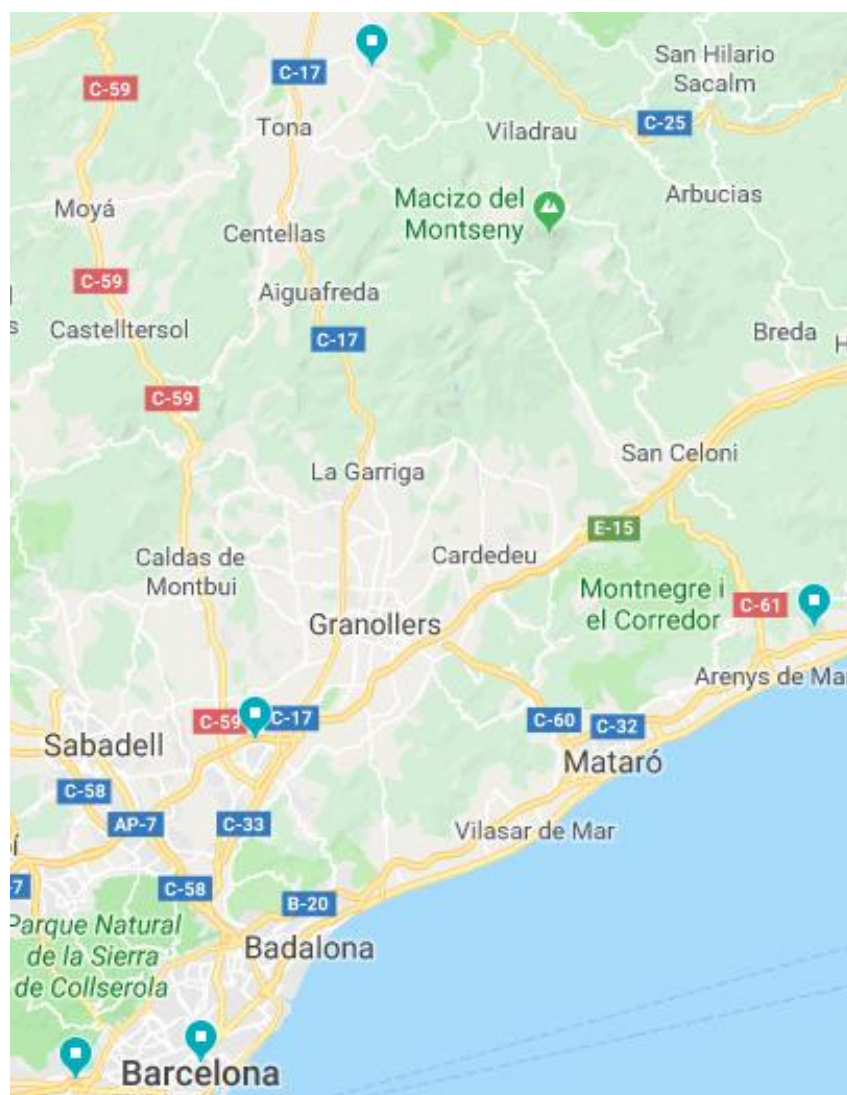 C-17
San Hilario
Sacalm
C-59
Tona
Viladrau
C-25
Macizo del
Montseny
Arbucias
Moyá
Centellas
C-59
Aiguafreda
Castelltersol
C-17
Breda
H
s
C-59
San Celoni
La Garriga
E-15
Caldas de
Montbui
Cardedeu
Montnegre i
el Corredor
C-61
Granollers
Arenys de Mar
C-59
C-17
C-60
C-32
Sabadell
Mataró
C-58
AP-7
C-33
Vilasar de Mar
í
-7
C-58
B-20
Parque Natural
de la Sierra
de Collserola
Badalona
Barcelona